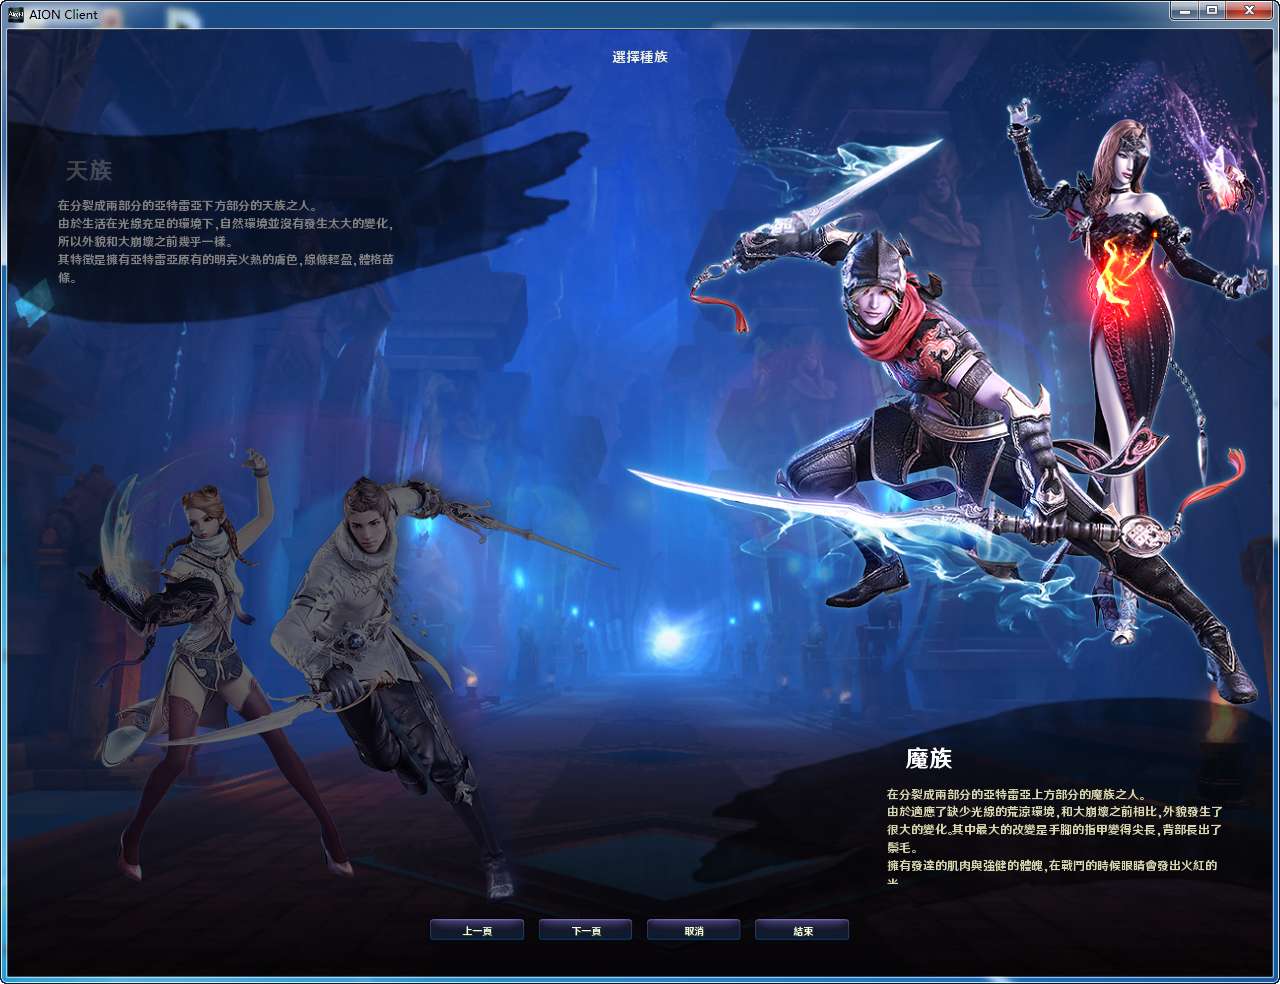 AION Client
選擇種族
天族
在分裂成兩部分的亞特雷亞下方部分的天族之人。
由於生活在光線充足的環境下,自然環境並沒有發生太大的變化,
所以外貌和大崩壞之前幾乎一樣。
其特徵是擁有亞特雷亞原有的明亮火熱的膚色,線條輕盈,體格苗
條。
魔族
在分裂成兩部分的亞特雷亞上方部分的魔族之人。
由於適應了缺少光線的荒涼環境,和大崩壞之前相比,外貌發生了
很大的變化。其中最大的改變是手腳的指甲變得尖長,背部長出了
鬃毛。
擁有發達的肌肉與強健的體魄,在戰鬥的時候眼睛會發出火紅的
上一頁
下一頁
取消
結束